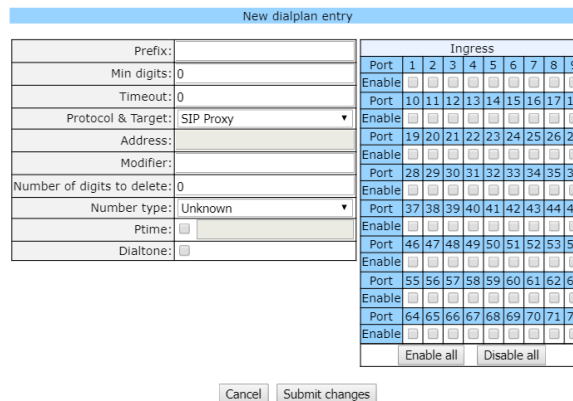 New dialplan entry
Prefix:
Min digits: 0
Timeout: 0
Protocol & Target: SIP Proxy
Address:
Modifier:
Number of digits to delete: 0
Number type: Unknown
Ptime:
Dialtone:
Ingress
Port 1 2 3 4 5 6 7 8
Enable
Port 10 11 12 13 14 15 16 17
Enable
Port 19 20 21 22 23 24 25 26
Enable
Port 28 29 30 31 32 33 34 35
Enable
Port 37 38 39 40 41 42 43 44
Enable
Port 46 47 48 49 50 51 52 53
Enable
Port 55 56 57 58 59 60 61 62
Enable
Port 64 65 66 67 68 69 70 71
Enable
Enable all Disable all
Cancel Submit changes